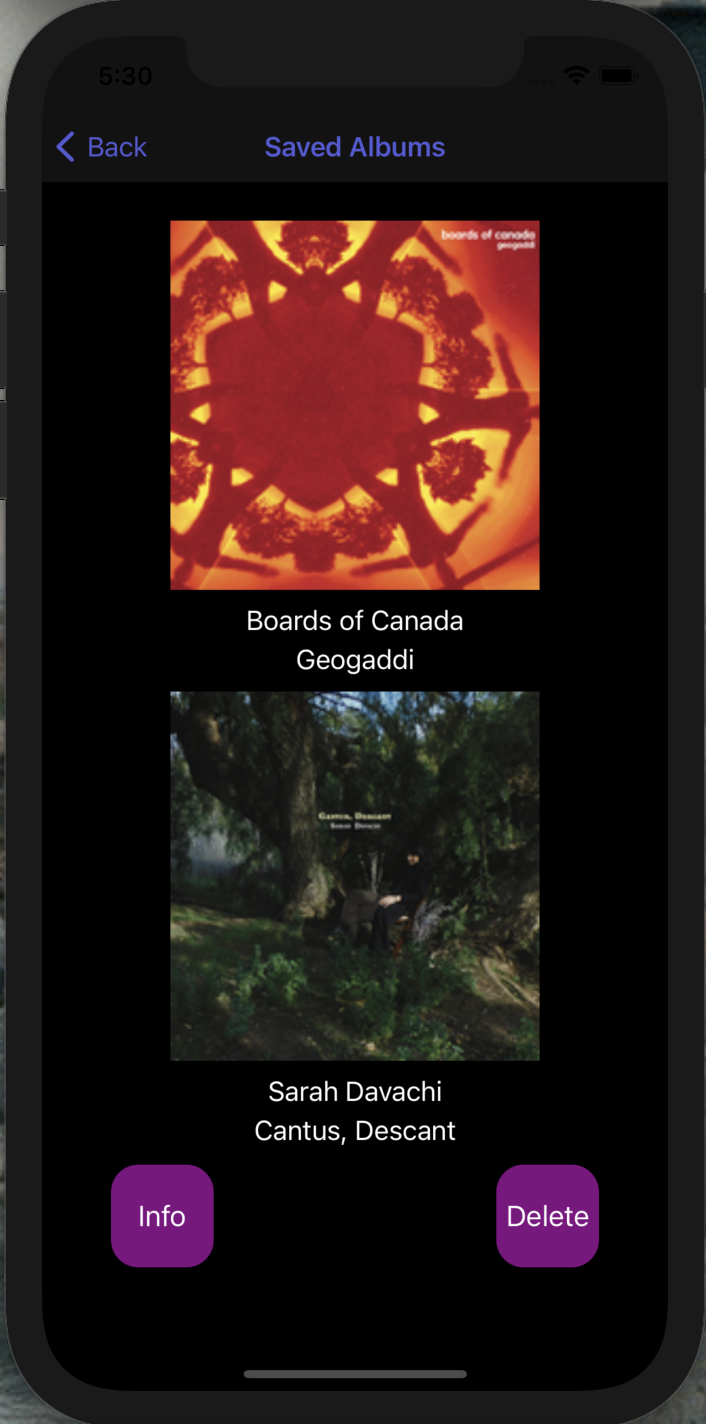 5:30
Back
Saved Albums
boards of canada
geogaddi
Boards of Canada
Geogaddi
Cantus, Descant
Sarah Davachi
Sarah Davachi
Cantus, Descant
Info
Delete